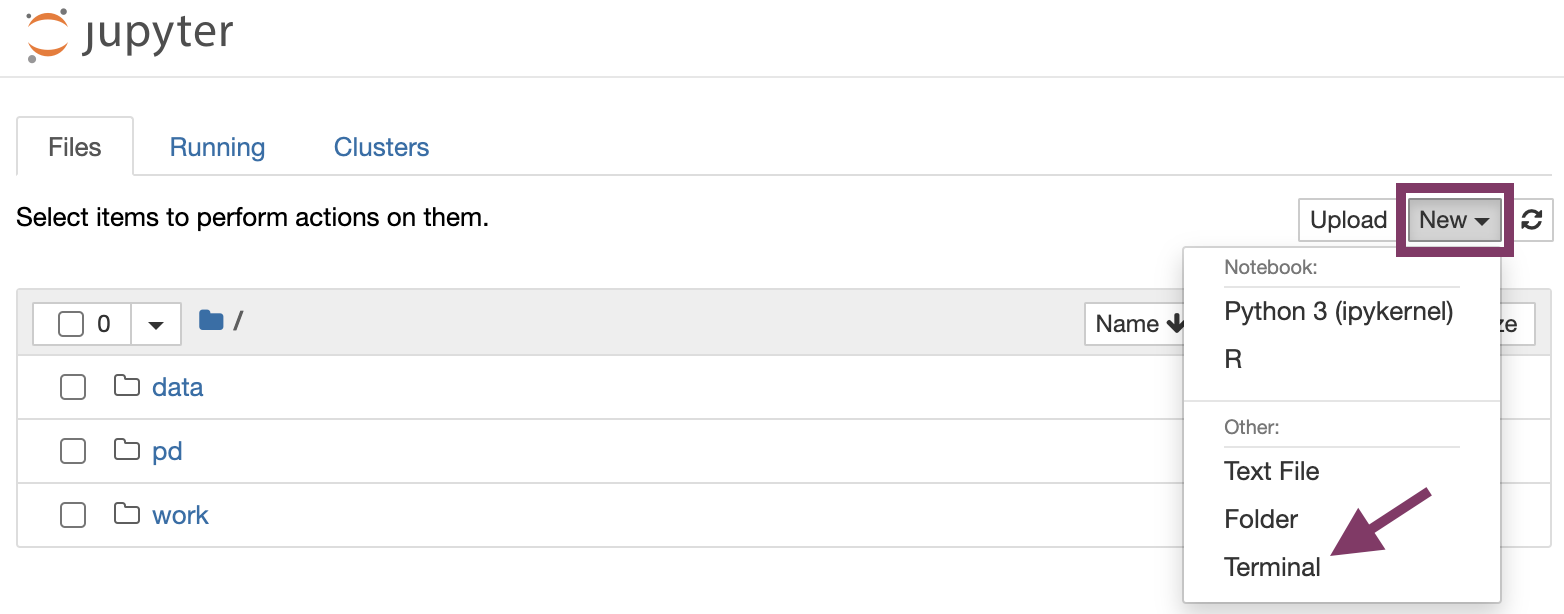 jupyter
Files Running Clusters
Select items to perform actions on them.
Upload New
0 /
Name ze
data
pd
work
Notebook:
Python 3 (ipykernel)
R
Other:
Text File
Folder
Terminal